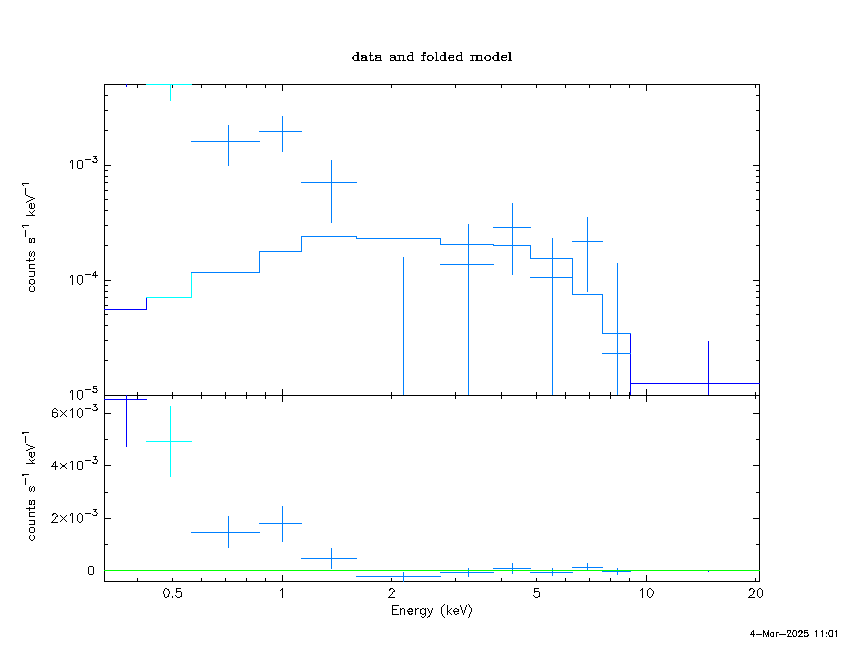 data and folded model
counts s⁻¹ keV⁻¹
10⁻³
10⁻⁴
10⁻⁵
counts s⁻¹ keV⁻¹
6×10⁻³
4×10⁻³
2×10⁻³
0
0.5 1 2 5 10 20
Energy (keV)
4-Mar-2025 11:01